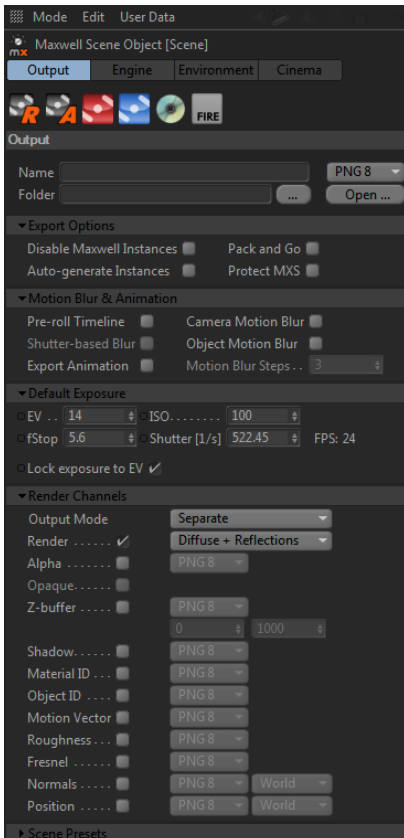 Mode Edit User Data
mx Maxwell Scene Object [Scene]
Output Engine Environment Cinema
R A FIRE
Output
Name PNG 8
Folder ... Open ...
Export Options
Disable Maxwell Instances Pack and Go
Auto-generate Instances Protect MXS
Motion Blur & Animation
Pre-roll Timeline Camera Motion Blur
Shutter-based Blur Object Motion Blur
Export Animation Motion Blur Steps . . 3
Default Exposure
EV . . 14 ISO. . . . . . . . 100
fStop 5.6 Shutter [1/s] 522.45 FPS: 24
Lock exposure to EV
Render Channels
Output Mode Separate
Render . . . . . . Diffuse + Reflections
Alpha . . . . . . . PNG 8
Opaque. . . . . .
Z-buffer . . . . . PNG 8
0 1000
Shadow. . . . . . PNG 8
Material ID . . . PNG 8
Object ID . . . . PNG 8
Motion Vector PNG 8
Roughness . . . PNG 8
Fresnel . . . . . . PNG 8
Normals . . . . . PNG 8 World
Position . . . . . PNG 8 World
Scene Presets